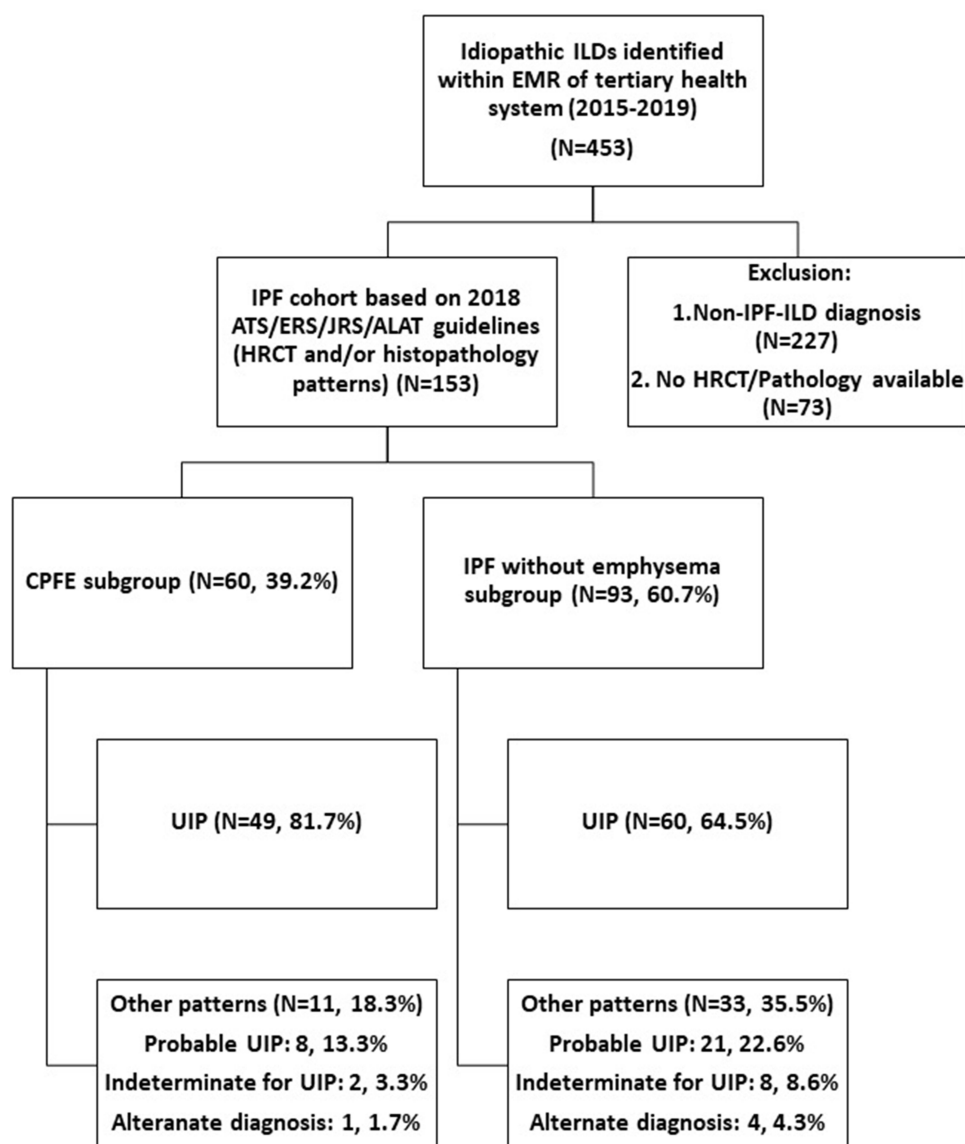 Idiopathic ILDs identified
within EMR of tertiary health
system (2015-2019)
(N=453)
IPF cohort based on 2018
ATS/ERS/JRS/ALAT guidelines
(HRCT and/or histopathology
patterns) (N=153)
Exclusion:
1.Non-IPF-ILD diagnosis
(N=227)
2. No HRCT/Pathology available
(N=73)
CPFE subgroup (N=60, 39.2%)
IPF without emphysema
subgroup (N=93, 60.7%)
UIP (N=49, 81.7%)
UIP (N=60, 64.5%)
Other patterns (N=11, 18.3%)
Probable UIP: 8, 13.3%
Indeterminate for UIP: 2, 3.3%
Alteranate diagnosis: 1, 1.7%
Other patterns (N=33, 35.5%)
Probable UIP: 21, 22.6%
Indeterminate for UIP: 8, 8.6%
Alternate diagnosis: 4, 4.3%